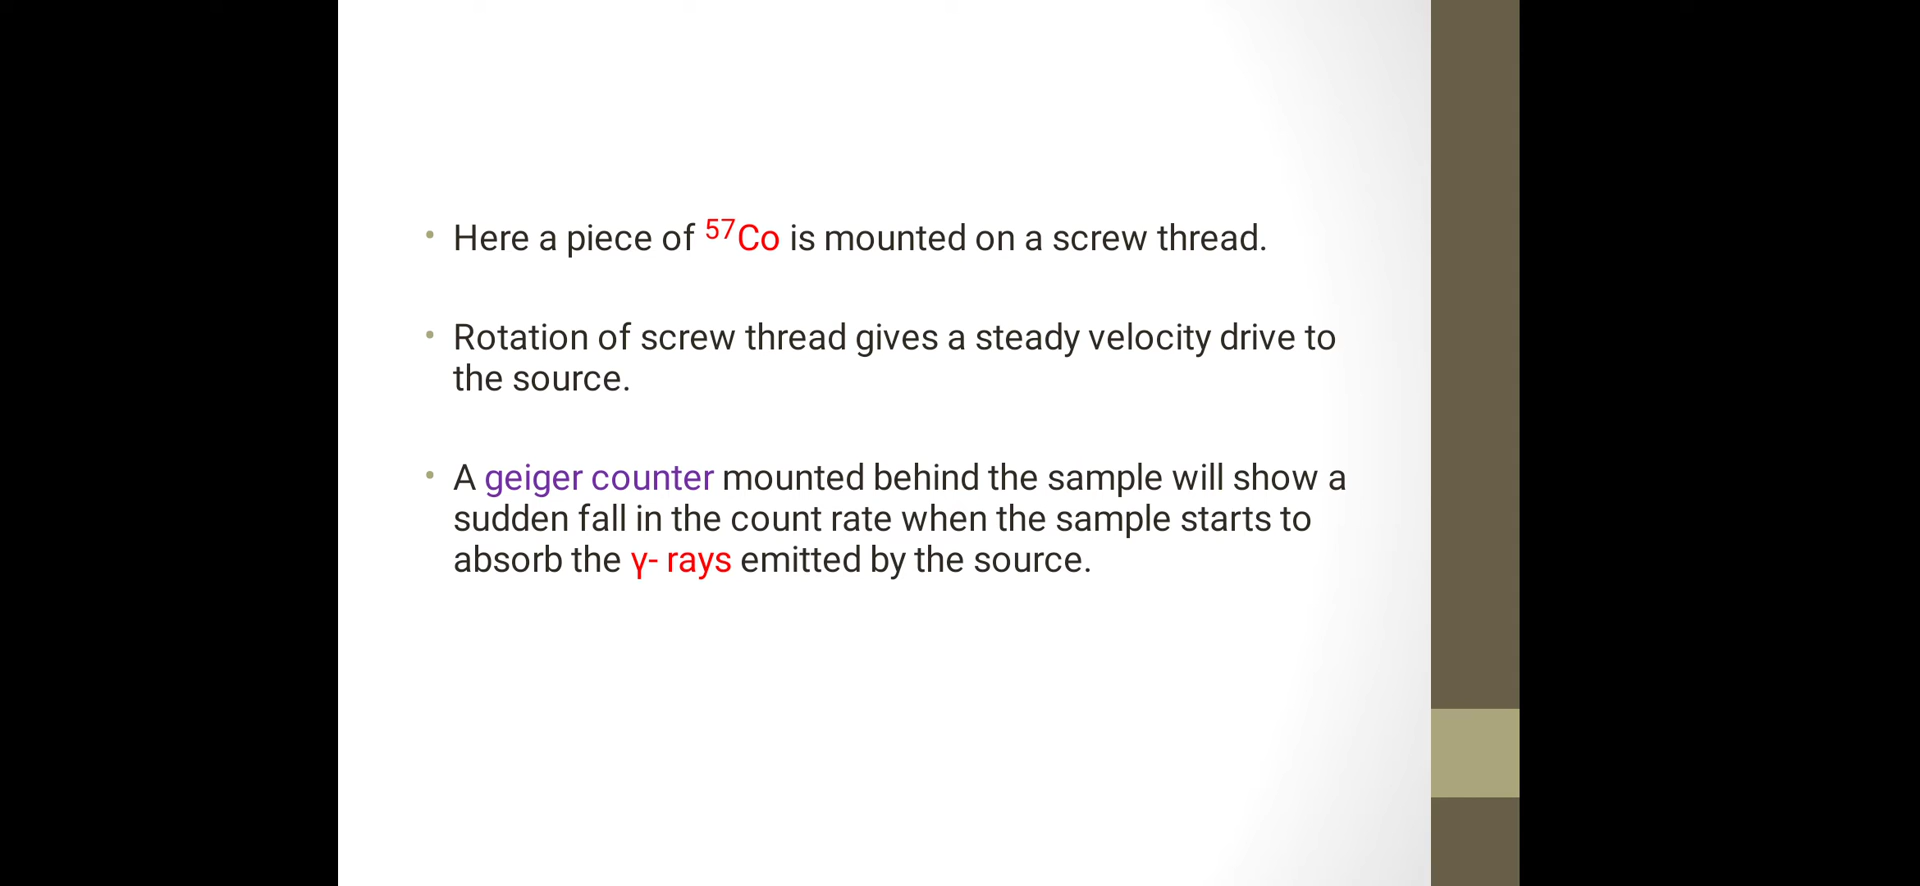 • Here a piece of ⁵⁷Co is mounted on a screw thread.
• Rotation of screw thread gives a steady velocity drive to
the source.
• A geiger counter mounted behind the sample will show a
sudden fall in the count rate when the sample starts to
absorb the γ- rays emitted by the source.